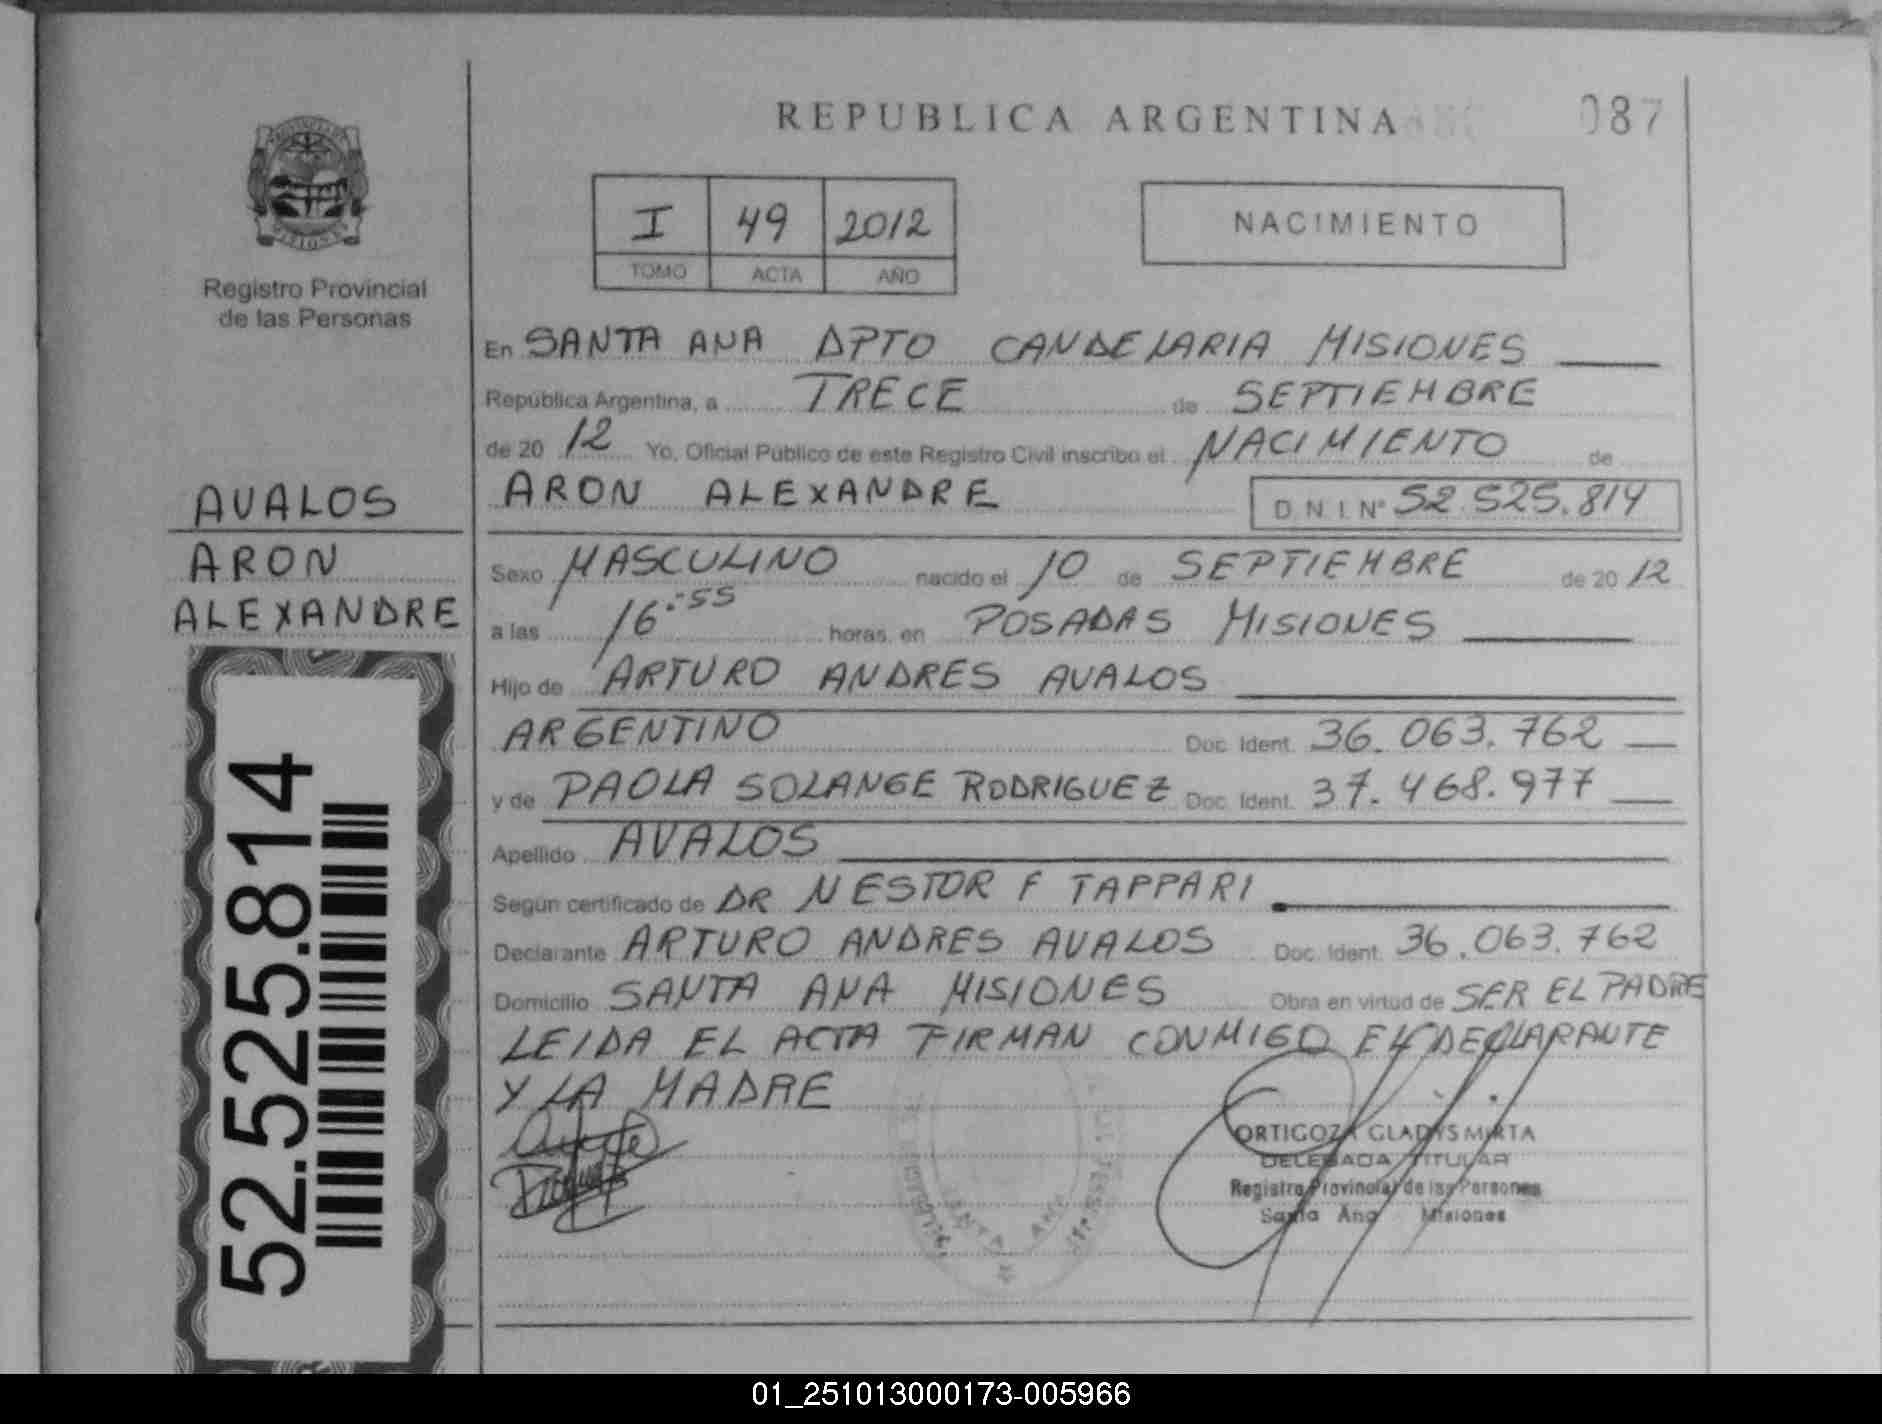 REPUBLICA ARGENTINA
087
I 49 2012
TOMO ACTA AÑO
NACIMIENTO
MISIONES
Registro Provincial
de las Personas
AVALOS
ARON
ALEXANDRE
52.525.814
En SANTA ANA DPTO CANDELARIA MISIONES
República Argentina, a TRECE de SEPTIEMBRE
de 20 12 Yo, Oficial Público de este Registro Civil inscribo el NACIMIENTO de
ARON ALEXANDRE D.N.I. Nº 52.525.814
Sexo MASCULINO nacido el 10 de SEPTIEMBRE de 20 12
a las 16:55 horas, en POSADAS MISIONES
Hijo de ARTURO ANDRES AVALOS
ARGENTINO Doc. Ident. 36.063.762
y de PAOLA SOLANGE RODRIGUEZ Doc. Ident. 37.468.977
Apellido AVALOS
Según certificado de DR NESTOR F TAPPARI
Declarante ARTURO ANDRES AVALOS Doc. Ident. 36.063.762
Domicilio SANTA ANA MISIONES Obra en virtud de SER EL PADRE
LEIDA EL ACTA FIRMAN CONMIGO EL DECLARANTE
Y LA MADRE
ORTIGOZA GLADYS MIRTA
DELEGADA TITULAR
Registro Provincial de las Personas
Santa Ana Misiones
SANTA ANA
01_251013000173-005966